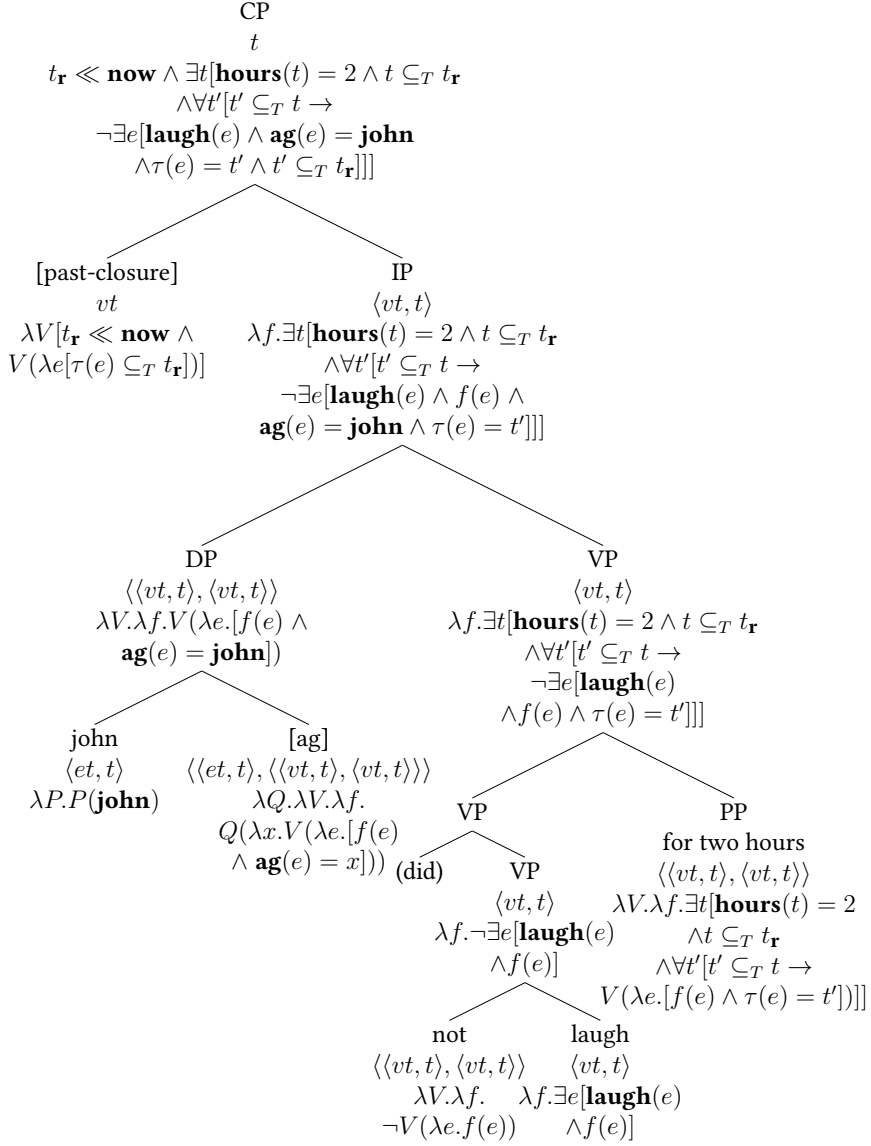 CP
t
t_r ≪ now ∧ ∃t[hours(t) = 2 ∧ t ⊆_T t_r
∧∀t′[t′ ⊆_T t →
¬∃e[laugh(e) ∧ ag(e) = john
∧τ(e) = t′ ∧ t′ ⊆_T t_r]]]
[past-closure]
vt
λV[t_r ≪ now ∧
V(λe[τ(e) ⊆_T t_r])]
IP
⟨vt, t⟩
λf.∃t[hours(t) = 2 ∧ t ⊆_T t_r
∧∀t′[t′ ⊆_T t →
¬∃e[laugh(e) ∧ f(e) ∧
ag(e) = john ∧ τ(e) = t′]]]
DP
⟨⟨vt, t⟩, ⟨vt, t⟩⟩
λV.λf.V(λe.[f(e) ∧
ag(e) = john])
VP
⟨vt, t⟩
λf.∃t[hours(t) = 2 ∧ t ⊆_T t_r
∧∀t′[t′ ⊆_T t →
¬∃e[laugh(e)
∧f(e) ∧ τ(e) = t′]]]
john
⟨et, t⟩
λP.P(john)
[ag]
⟨⟨et, t⟩, ⟨⟨vt, t⟩, ⟨vt, t⟩⟩⟩
λQ.λV.λf.
Q(λx.V(λe.[f(e)
∧ ag(e) = x]))
VP
PP
for two hours
⟨⟨vt, t⟩, ⟨vt, t⟩⟩
λV.λf.∃t[hours(t) = 2
∧t ⊆_T t_r
∧∀t′[t′ ⊆_T t →
V(λe.[f(e) ∧ τ(e) = t′])]]
(did)
VP
⟨vt, t⟩
λf.¬∃e[laugh(e)
∧f(e)]
not
⟨⟨vt, t⟩, ⟨vt, t⟩⟩
λV.λf.
¬V(λe.f(e))
laugh
⟨vt, t⟩
λf.∃e[laugh(e)
∧f(e)]